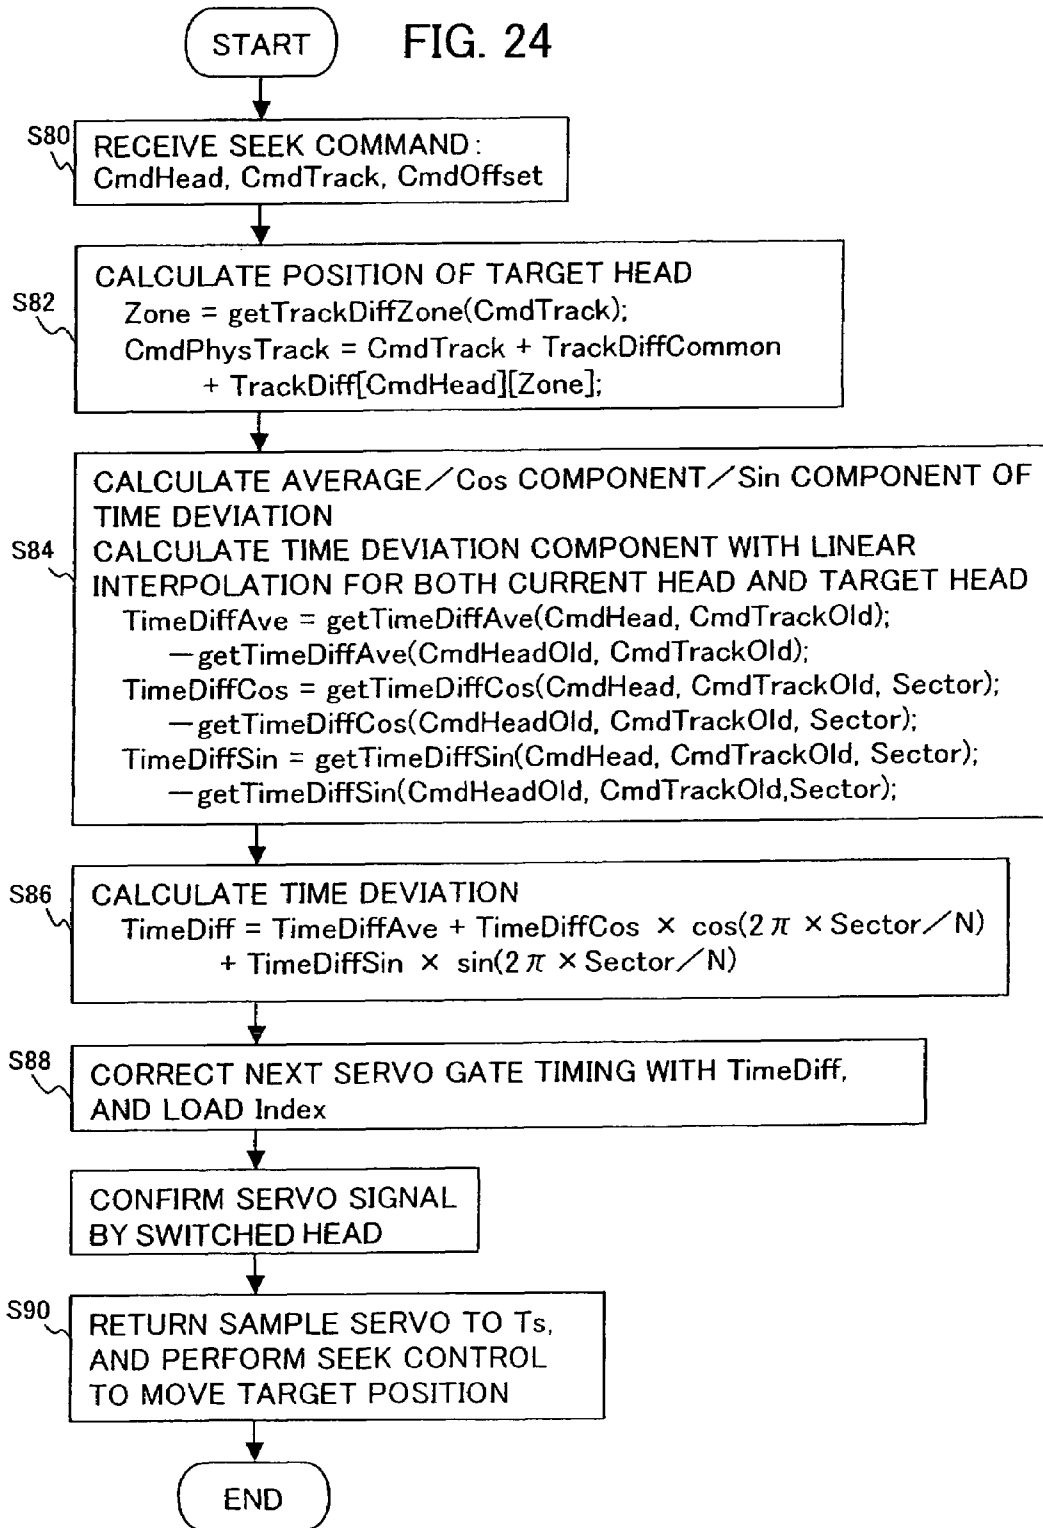 START
FIG. 24
S80
RECEIVE SEEK COMMAND:
CmdHead, CmdTrack, CmdOffset
S82
CALCULATE POSITION OF TARGET HEAD
Zone = getTrackDiffZone(CmdTrack);
CmdPhysTrack = CmdTrack + TrackDiffCommon
+ TrackDiff[CmdHead][Zone];
S84
CALCULATE AVERAGE/Cos COMPONENT/Sin COMPONENT OF
TIME DEVIATION
CALCULATE TIME DEVIATION COMPONENT WITH LINEAR
INTERPOLATION FOR BOTH CURRENT HEAD AND TARGET HEAD
TimeDiffAve = getTimeDiffAve(CmdHead, CmdTrackOld);
—getTimeDiffAve(CmdHeadOld, CmdTrackOld);
TimeDiffCos = getTimeDiffCos(CmdHead, CmdTrackOld, Sector);
—getTimeDiffCos(CmdHeadOld, CmdTrackOld, Sector);
TimeDiffSin = getTimeDiffSin(CmdHead, CmdTrackOld, Sector);
—getTimeDiffSin(CmdHeadOld, CmdTrackOld,Sector);
S86
CALCULATE TIME DEVIATION
TimeDiff = TimeDiffAve + TimeDiffCos × cos(2π × Sector/N)
+ TimeDiffSin × sin(2π × Sector/N)
S88
CORRECT NEXT SERVO GATE TIMING WITH TimeDiff,
AND LOAD Index
CONFIRM SERVO SIGNAL
BY SWITCHED HEAD
S90
RETURN SAMPLE SERVO TO Ts,
AND PERFORM SEEK CONTROL
TO MOVE TARGET POSITION
END